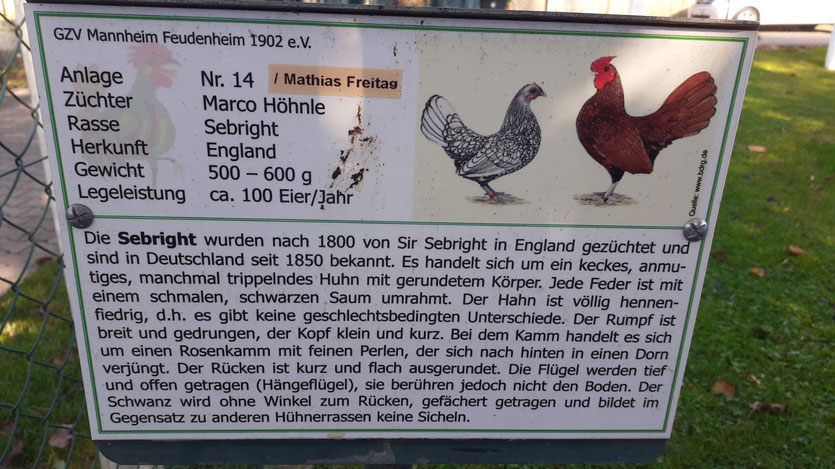 GZV Mannheim Feudenheim 1902 e.V.
Anlage Nr. 14 / Mathias Freitag
Züchter Marco Höhnle
Rasse Sebright
Herkunft England
Gewicht 500 – 600 g
Legeleistung ca. 100 Eier/Jahr
Quelle: www.bdrg.de
Die Sebright wurden nach 1800 von Sir Sebright in England gezüchtet und
sind in Deutschland seit 1850 bekannt. Es handelt sich um ein keckes, anmu-
tiges, manchmal trippelndes Huhn mit gerundetem Körper. Jede Feder ist mit
einem schmalen, schwarzen Saum umrahmt. Der Hahn ist völlig hennen-
fiedrig, d.h. es gibt keine geschlechtsbedingten Unterschiede. Der Rumpf ist
breit und gedrungen, der Kopf klein und kurz. Bei dem Kamm handelt es sich
um einen Rosenkamm mit feinen Perlen, der sich nach hinten in einen Dorn
verjüngt. Der Rücken ist kurz und flach ausgerundet. Die Flügel werden tief
und offen getragen (Hängeflügel), sie berühren jedoch nicht den Boden. Der
Schwanz wird ohne Winkel zum Rücken, gefächert getragen und bildet im
Gegensatz zu anderen Hühnerrassen keine Sicheln.